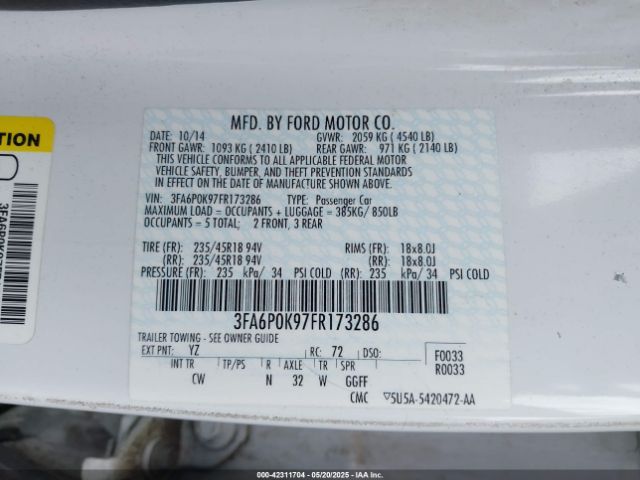 MFD. BY FORD MOTOR CO.
DATE: 10/14 GVWR: 2059 KG ( 4540 LB)
FRONT GAWR: 1093 KG ( 2410 LB) REAR GAWR: 971 KG ( 2140 LB)
THIS VEHICLE CONFORMS TO ALL APPLICABLE FEDERAL MOTOR
VEHICLE SAFETY, BUMPER, AND THEFT PREVENTION STANDARDS
IN EFFECT ON THE DATE OF MANUFACTURE SHOWN ABOVE.
VIN: 3FA6P0K97FR173286 TYPE: Passenger Car
MAXIMUM LOAD = OCCUPANTS + LUGGAGE = 385KG/ 850LB
OCCUPANTS = 5 TOTAL: 2 FRONT, 3 REAR
TIRE (FR): 235/45R18 94V RIMS (FR): 18x8.0J
(RR): 235/45R18 94V (RR): 18x8.0J
PRESSURE (FR): 235 kPa/ 34 PSI COLD (RR): 235 kPa/ 34 PSI COLD
3FA6P0K97FR173286
TRAILER TOWING - SEE OWNER GUIDE
EXT PNT: YZ RC: 72 DSO:
F0033
R0033
INT TR TP/PS R AXLE TR SPR
CW N 32 W GGFF
CMC ▽5U5A-5420472-AA
000-42311704 - 05/20/2025 - IAAI.COM